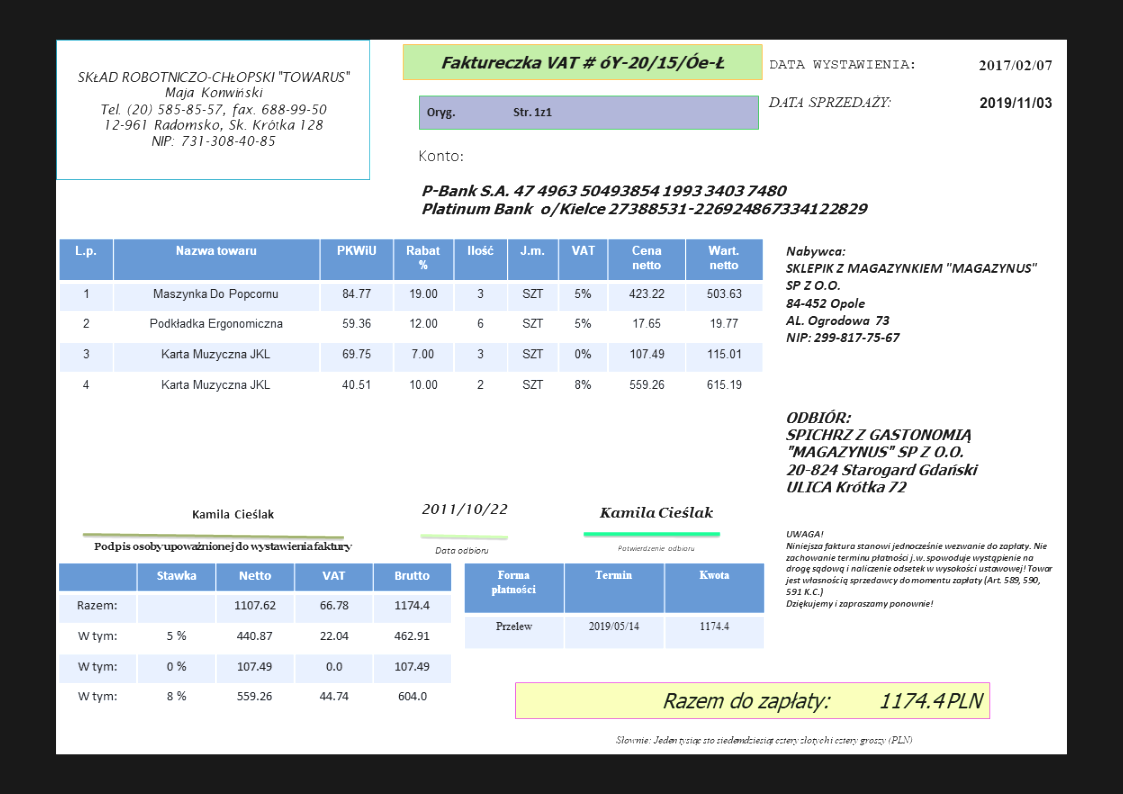 SKŁAD ROBOTNICZO-CHŁOPSKI "TOWARUS"
Maja Konwiński
Tel. (20) 585-85-57, fax. 688-99-50
12-961 Radomsko, Sk. Krótka 128
NIP: 731-308-40-85
Faktureczka VAT # óY-20/15/Óe-Ł
Oryg. Str. 1z1
DATA WYSTAWIENIA: 2017/02/07
DATA SPRZEDAŻY: 2019/11/03
Konto:
P-Bank S.A. 47 4963 50493854 1993 3403 7480
Platinum Bank o/Kielce 27388531-226924867334122829
L.p. Nazwa towaru PKWiU Rabat % Ilość J.m. VAT Cena netto Wart. netto
1 Maszynka Do Popcornu 84.77 19.00 3 SZT 5% 423.22 503.63
2 Podkładka Ergonomiczna 59.36 12.00 6 SZT 5% 17.65 19.77
3 Karta Muzyczna JKL 69.75 7.00 3 SZT 0% 107.49 115.01
4 Karta Muzyczna JKL 40.51 10.00 2 SZT 8% 559.26 615.19
Nabywca:
SKLEPIK Z MAGAZYNKIEM "MAGAZYNUS"
SP Z O.O.
84-452 Opole
AL. Ogrodowa 73
NIP: 299-817-75-67
ODBIÓR:
SPICHRZ Z GASTONOMIĄ
"MAGAZYNUS" SP Z O.O.
20-824 Starogard Gdański
ULICA Krótka 72
Kamila Cieślak
Podpis osoby upoważnionej do wystawienia faktury
2011/10/22
Data odbioru
Kamila Cieślak
Potwierdzenie odbioru
UWAGA!
Niniejsza faktura stanowi jednocześnie wezwanie do zapłaty. Nie
zachowanie terminu płatności j.w. spowoduje wystąpienie na
drogę sądową i naliczenie odsetek w wysokości ustawowej! Towar
jest własnością sprzedawcy do momentu zapłaty (Art. 589, 590,
591 K.C.)
Dziękujemy i zapraszamy ponownie!
Stawka Netto VAT Brutto
Razem: 1107.62 66.78 1174.4
W tym: 5 % 440.87 22.04 462.91
W tym: 0 % 107.49 0.0 107.49
W tym: 8 % 559.26 44.74 604.0
Forma płatności Termin Kwota
Przelew 2019/05/14 1174.4
Razem do zapłaty: 1174.4 PLN
Słownie: Jeden tysiąc sto siedemdziesiąt cztery złotych i cztery groszy (PLN)